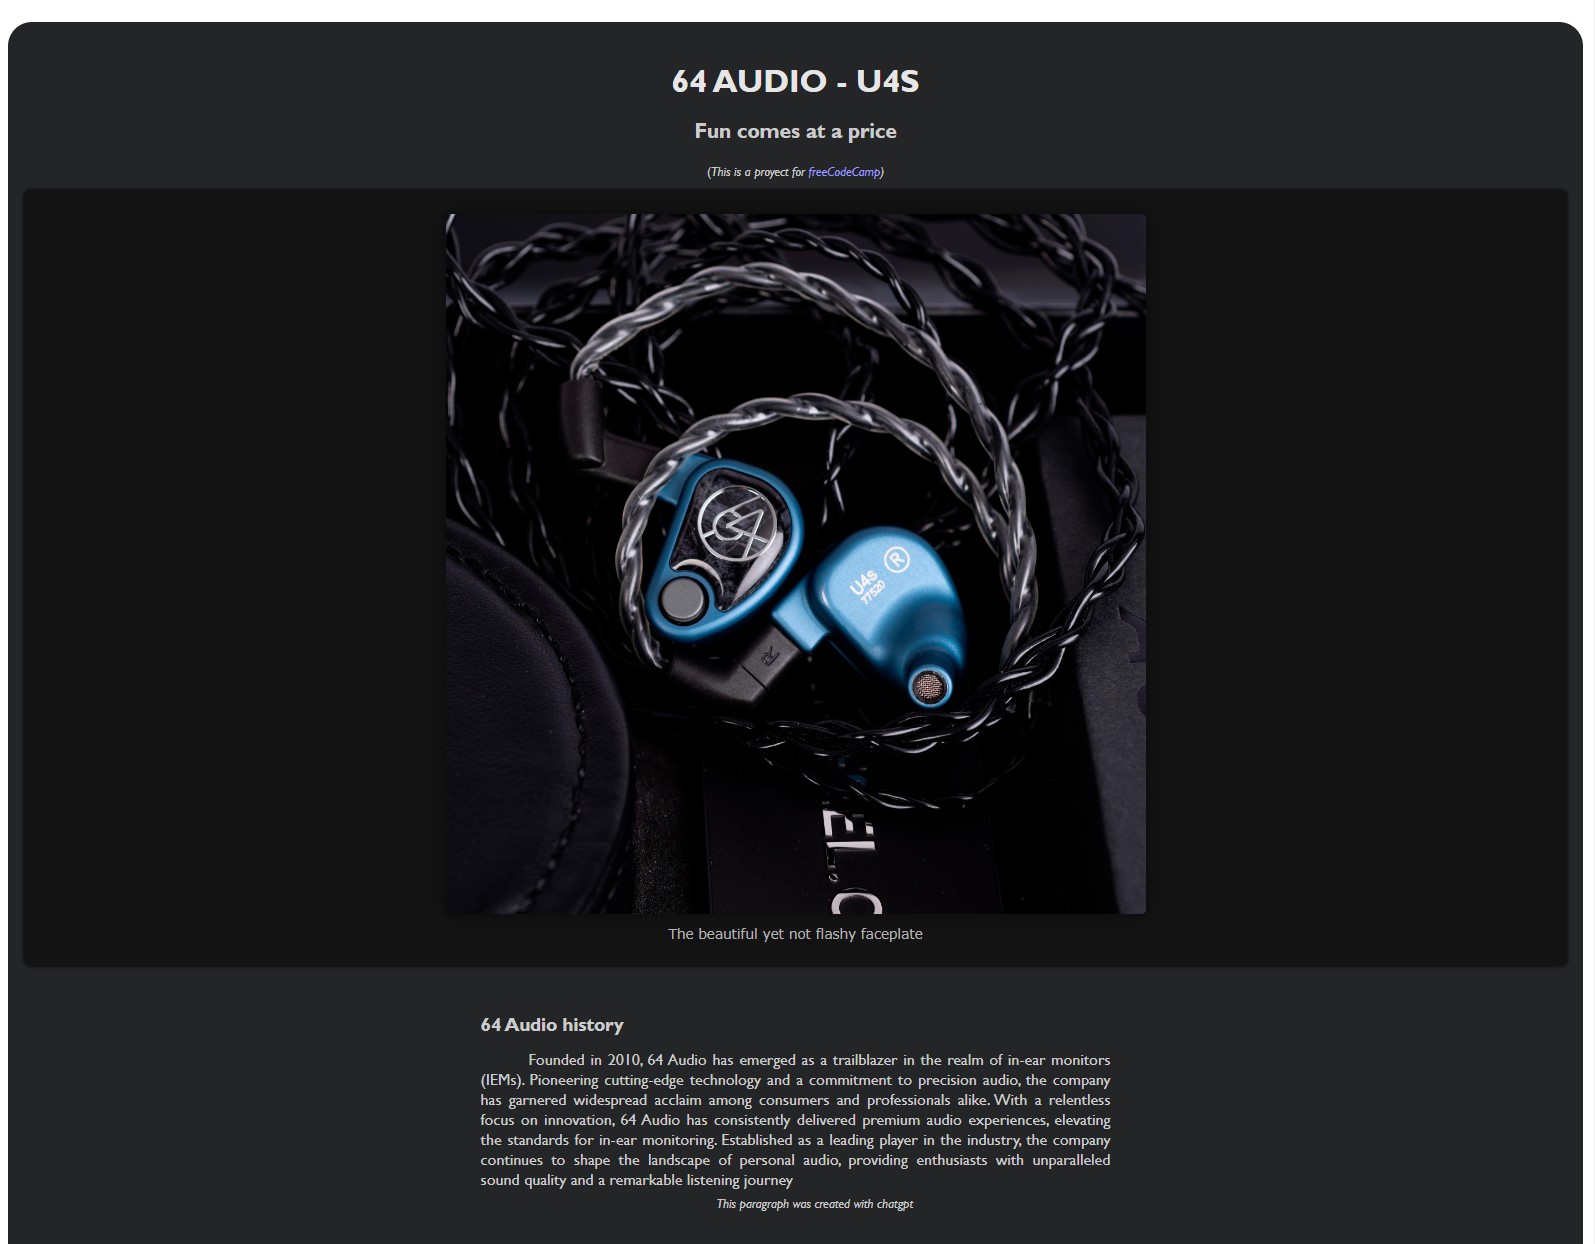 64 AUDIO - U4S
Fun comes at a price
(This is a proyect for freeCodeCamp)
64
U4s
77520
R
R
EL.O
The beautiful yet not flashy faceplate
64 Audio history
Founded in 2010, 64 Audio has emerged as a trailblazer in the realm of in-ear monitors
(IEMs). Pioneering cutting-edge technology and a commitment to precision audio, the company
has garnered widespread acclaim among consumers and professionals alike. With a relentless
focus on innovation, 64 Audio has consistently delivered premium audio experiences, elevating
the standards for in-ear monitoring. Established as a leading player in the industry, the company
continues to shape the landscape of personal audio, providing enthusiasts with unparalleled
sound quality and a remarkable listening journey
This paragraph was created with chatgpt